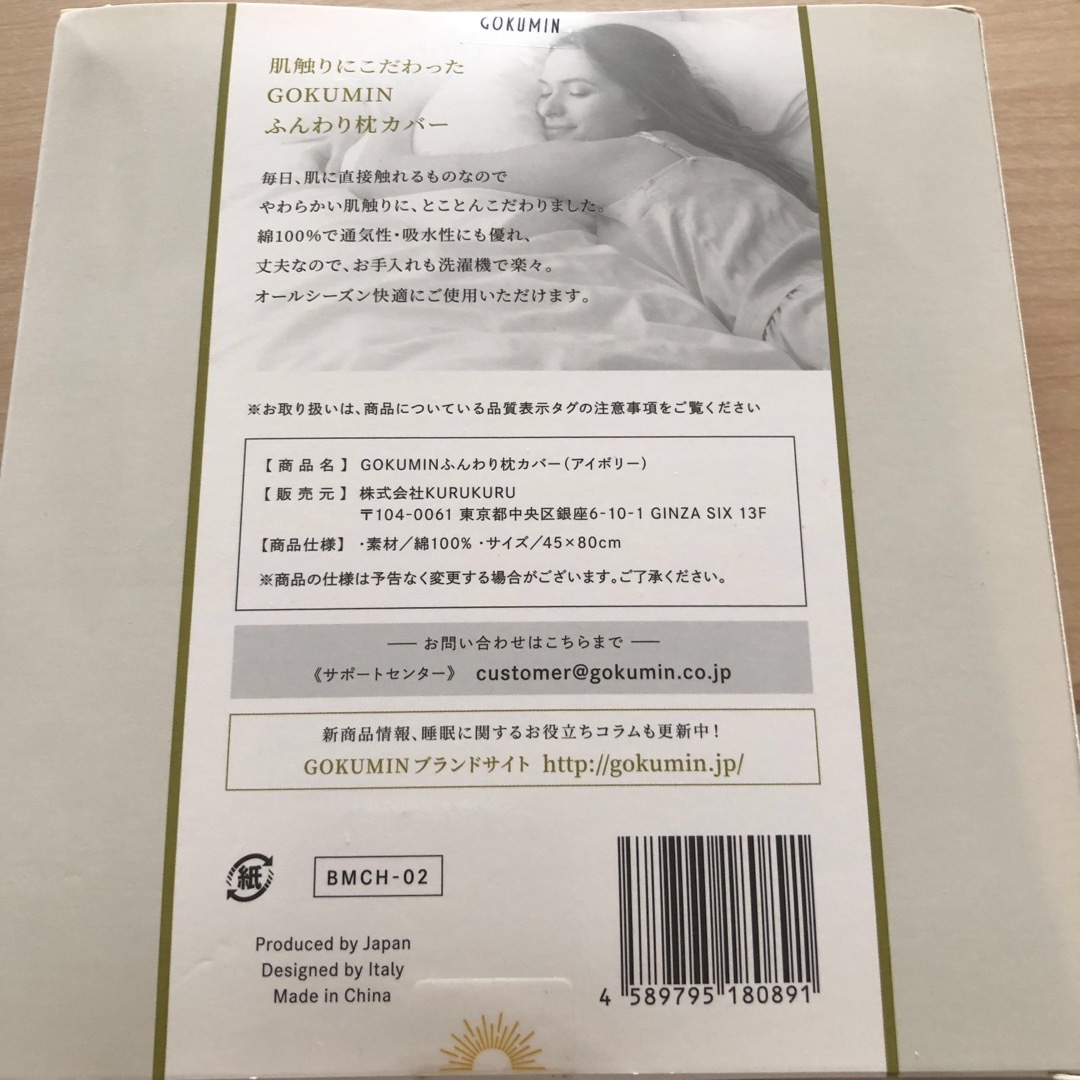 GOKUMIN
肌触りにこだわった
GOKUMIN
ふんわり枕カバー
毎日、肌に直接触れるものなので
やわらかい肌触りに、とことんこだわりました。
綿100%で通気性・吸水性にも優れ、
丈夫なので、お手入れも洗濯機で楽々。
オールシーズン快適にご使用いただけます。
※お取り扱いは、商品についている品質表示タグの注意事項をご覧ください
【商品名】 GOKUMINふんわり枕カバー(アイボリー)
【販売元】 株式会社KURUKURU
〒104-0061 東京都中央区銀座6-10-1 GINZA SIX 13F
【商品仕様】 ・素材/綿100% ・サイズ/45×80cm
※商品の仕様は予告なく変更する場合がございます。ご了承ください。
── お問い合わせはこちらまで ──
《サポートセンター》 customer@gokumin.co.jp
新商品情報、睡眠に関するお役立ちコラムも更新中!
GOKUMIN ブランドサイト http://gokumin.jp/
紙
BMCH-02
Produced by Japan
Designed by Italy
Made in China
4 589795 180891